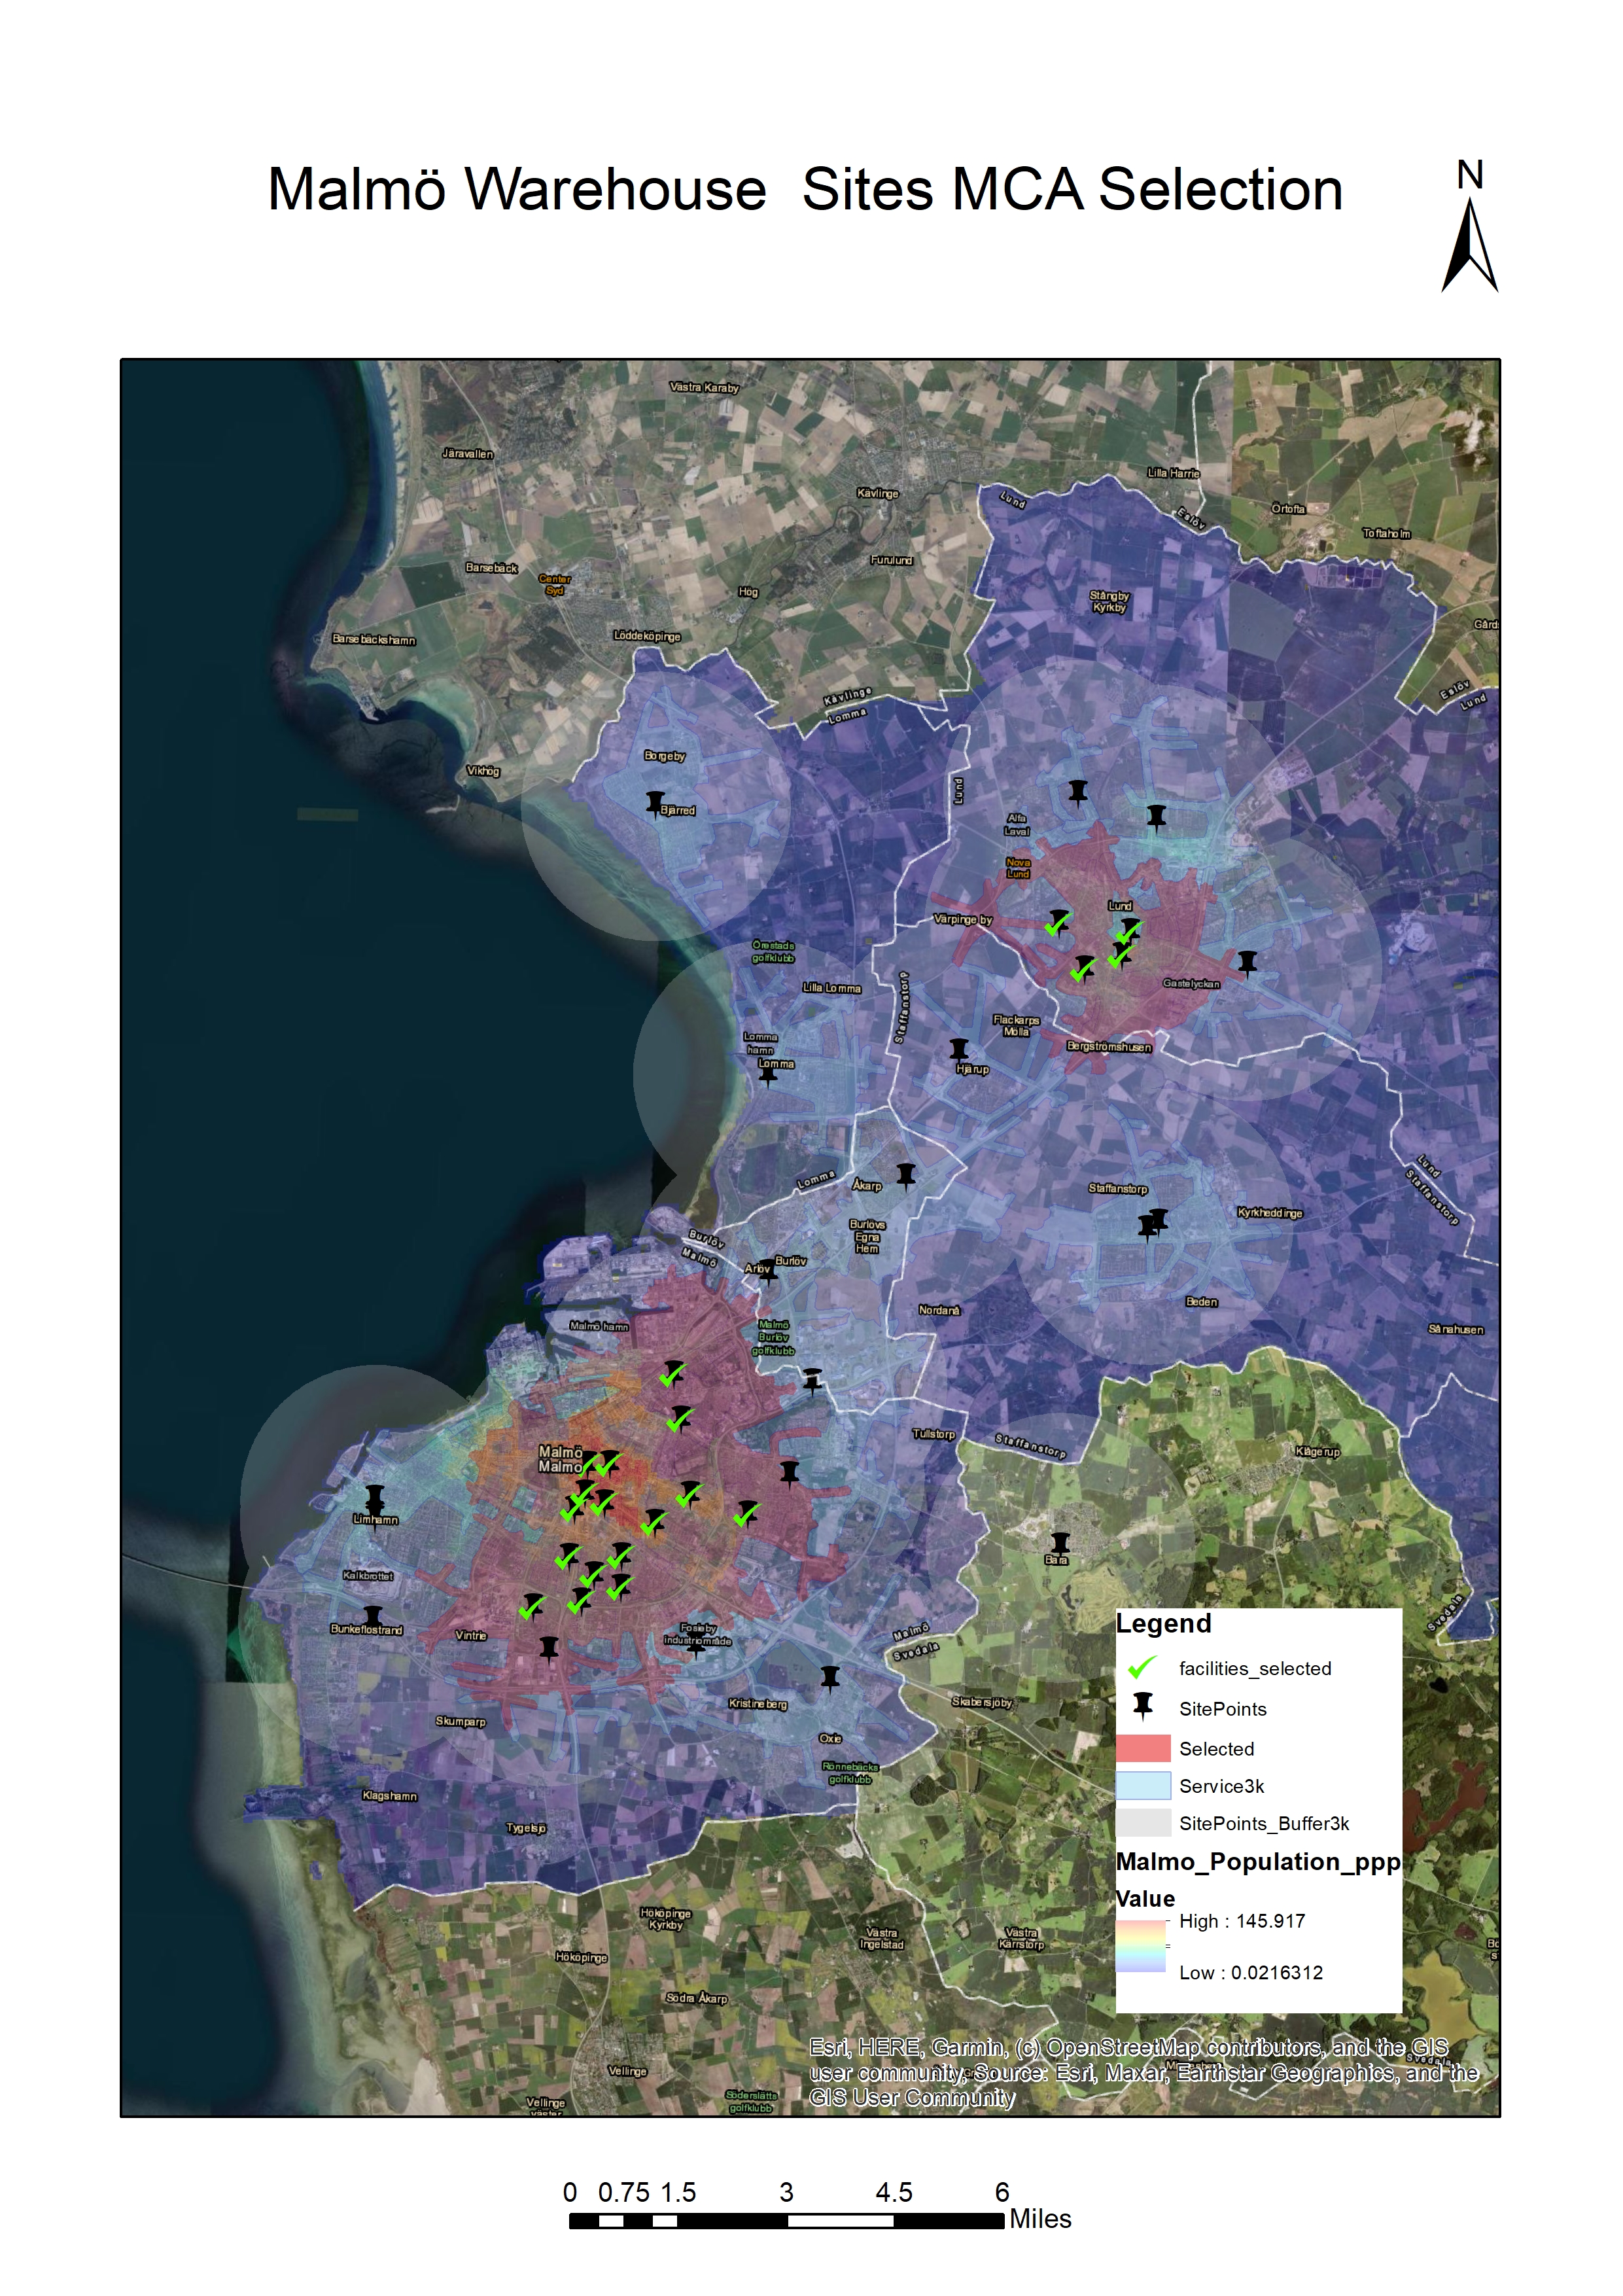 Malmö Warehouse  Sites MCA Selection
N
Västra Karaby
Järavallen
Lilla Harrie
Kävlinge
Lund
Eslöv
Örtofta
Toftaholm
Furulund
Barsebäck
Center
Syd
Hög
Stångby
Kyrkby
Gårds
Barsebäckshamn
Löddeköpinge
Kävlinge
Lomma
Eslöv
Lund
Borgeby
Vikhög
Lund
Bjärred
Alfa
Laval
Nova
Lund
Lund
Värpinge by
Örestads
golfklubb
Lilla Lomma
Staffanstorp
Gastelyckan
Flackarps
Mölla
Lomma
hamn
Lomma
Bergströmshusen
Hjärup
Lomma
Åkarp
Staffanstorp
Lund
Staffanstorp
Kyrkheddinge
Burlövs
Egna
Hem
Burlöv
Malmö
Burlöv
Arlöv
Beden
Nordanå
Malmö hamn
Malmö
Burlöv
golfklubb
Sånahusen
Tullstorp
Staffanstorp
Klågerup
Malmö
Malmö
Limhamn
Bara
Kalkbrottet
Bunkeflostrand
Vintrie
Fosieby
industriområde
Malmö
Svedala
Svedala
Kristineberg
Skabersjöby
Skumparp
Oxie
Rönnebäcks
golfklubb
Klagshamn
Tygelsjö
Legend
facilities_selected
SitePoints
Selected
Service3k
SitePoints_Buffer3k
Malmo_Population_ppp
Value
High : 145.917
Low : 0.0216312
Hököpinge
Kyrkby
Västra
Ingelstad
Västra
Kärrstorp
Hököpinge
Södra Åkarp
Vellinge
Vellinge
väster
Söderslätts
golfklubb
Svedala
Esri, HERE, Garmin, (c) OpenStreetMap contributors, and the GIS
user community, Source: Esri, Maxar, Earthstar Geographics, and the
GIS User Community
0 0.75 1.5 3 4.5 6
Miles